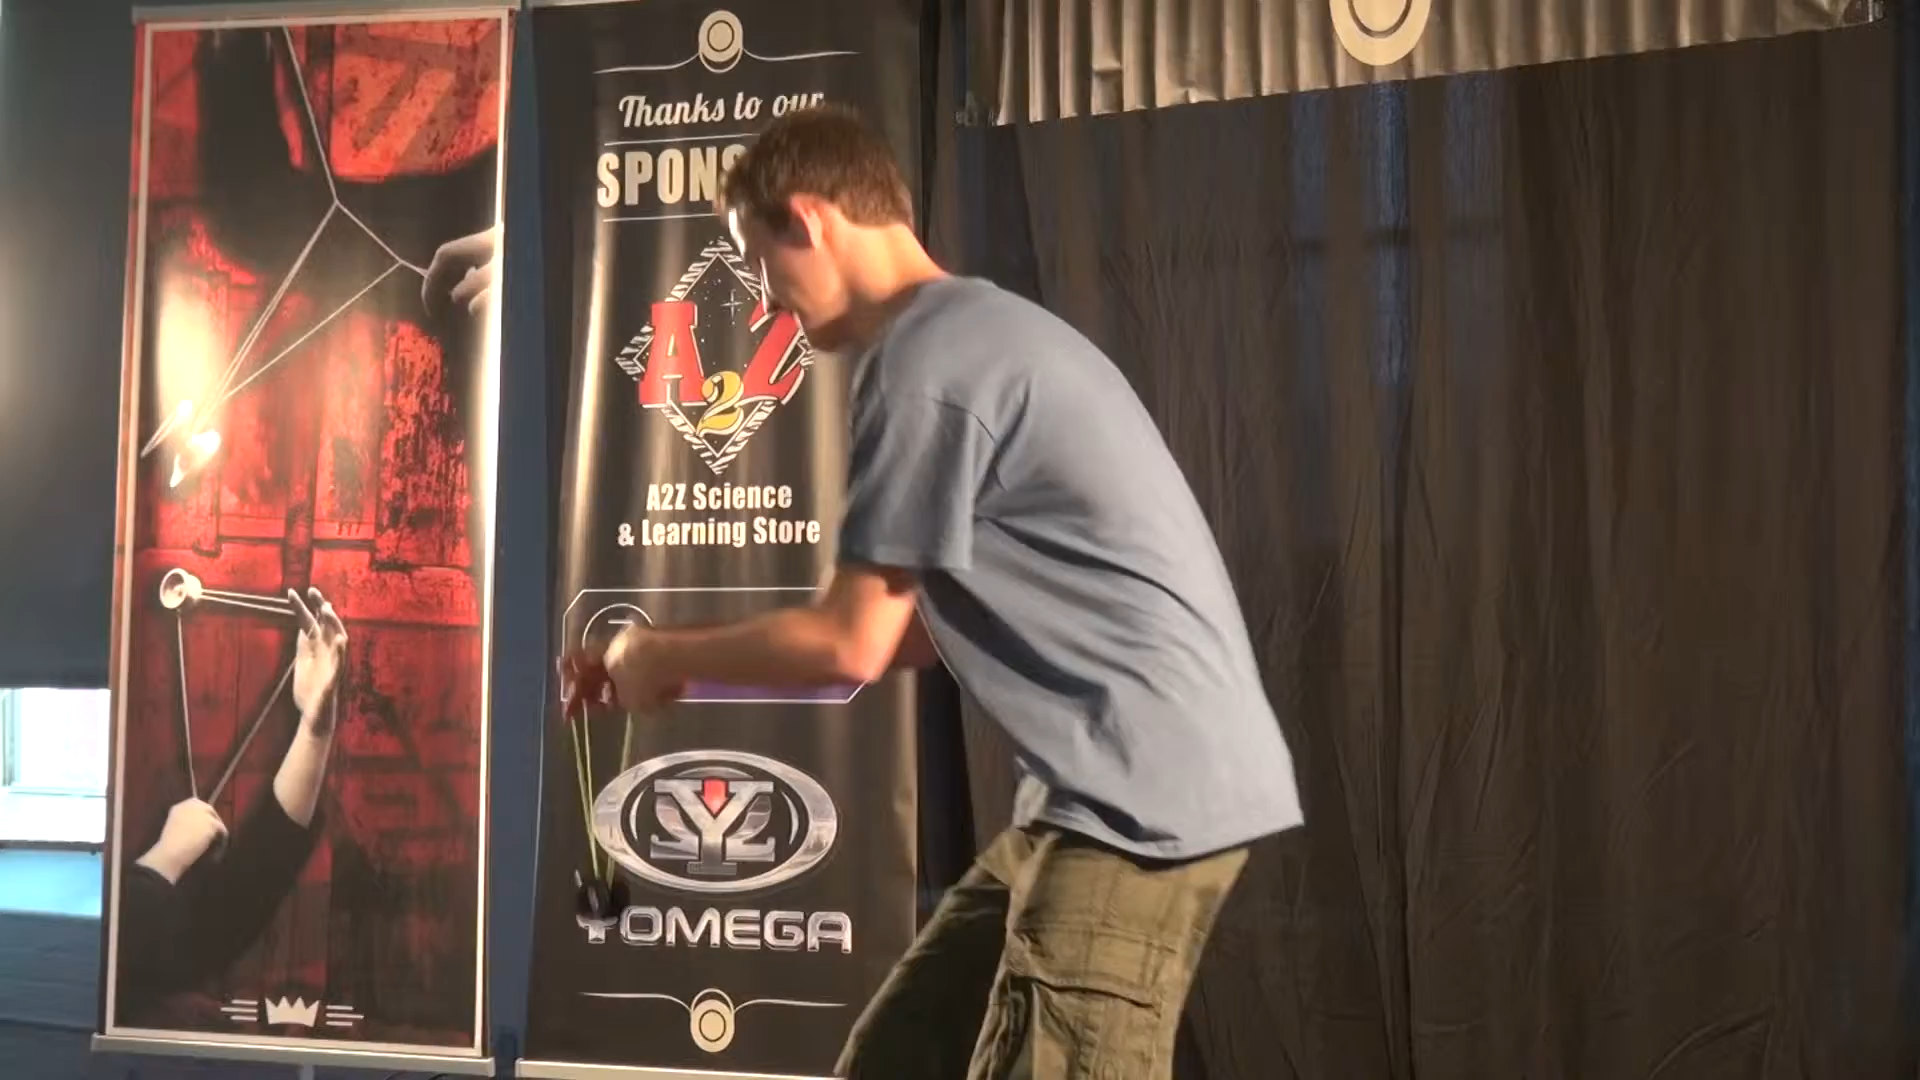 Thanks to our
SPONS
A2Z
A2Z Science
& Learning Store
YOMEGA